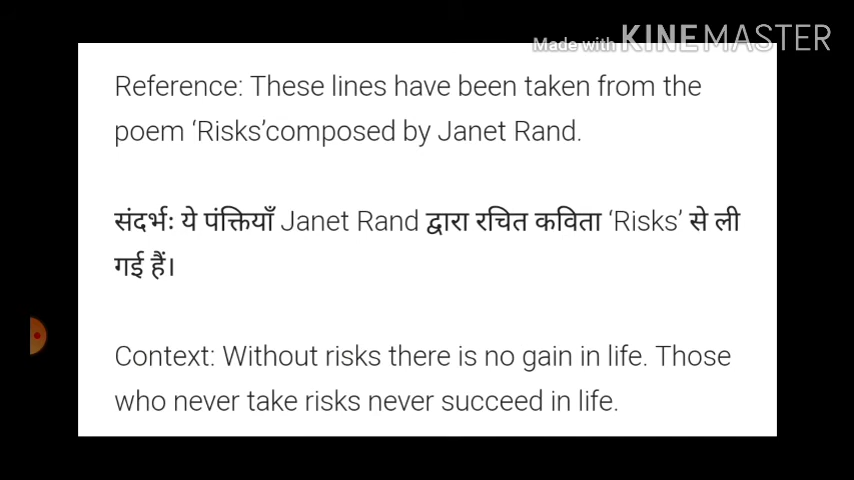 Made with KINEMASTER
Reference: These lines have been taken from the
poem ‘Risks’composed by Janet Rand.
संदर्भः ये पंक्तियाँ Janet Rand द्वारा रचित कविता ‘Risks’ से ली
गई हैं।
Context: Without risks there is no gain in life. Those
who never take risks never succeed in life.